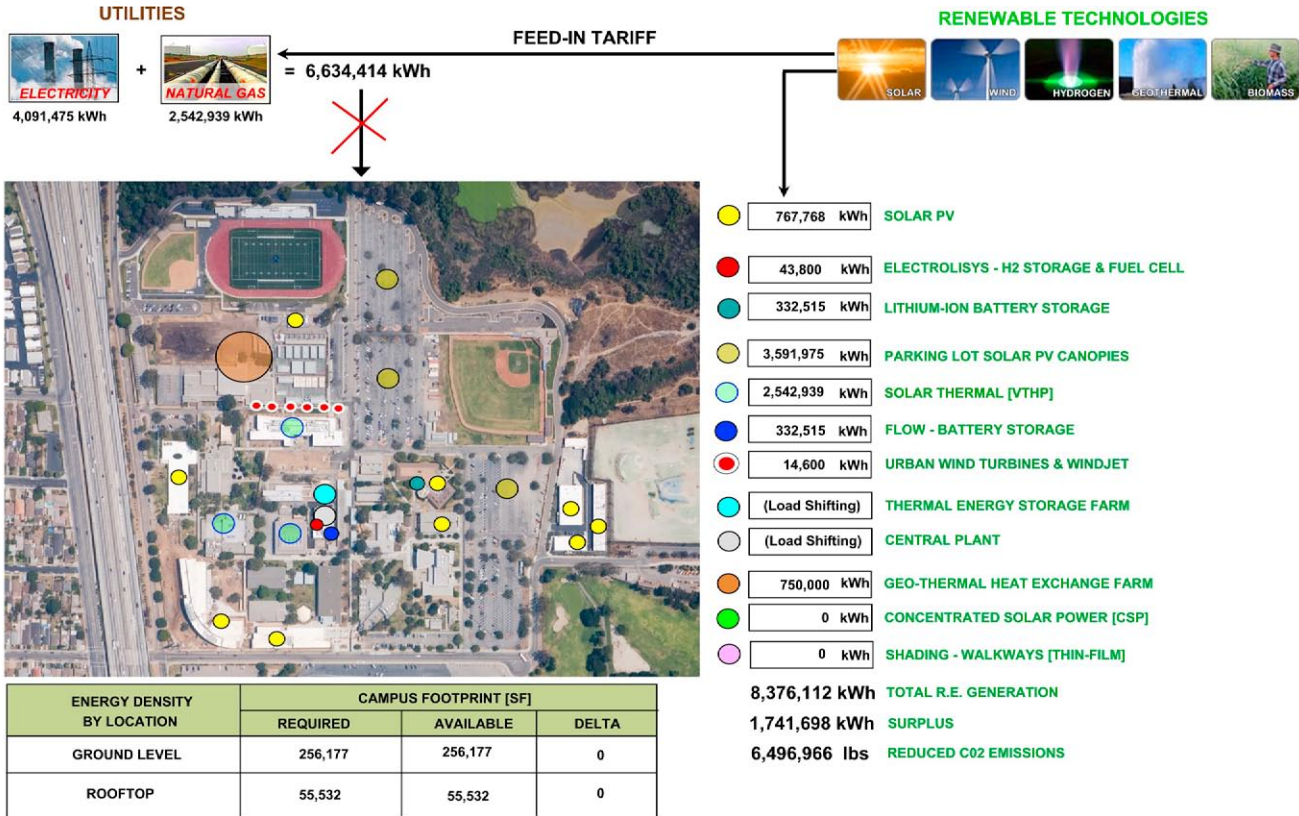 UTILITIES
RENEWABLE TECHNOLOGIES
FEED-IN TARIFF
ELECTRICITY
+
NATURAL GAS
= 6,634,414 kWh
4,091,475 kWh
2,542,939 kWh
SOLAR
WIND
HYDROGEN
GEOTHERMAL
BIOMASS
767,768 kWh SOLAR PV
43,800 kWh ELECTROLISYS - H2 STORAGE & FUEL CELL
332,515 kWh LITHIUM-ION BATTERY STORAGE
3,591,975 kWh PARKING LOT SOLAR PV CANOPIES
2,542,939 kWh SOLAR THERMAL [VTHP]
332,515 kWh FLOW - BATTERY STORAGE
14,600 kWh URBAN WIND TURBINES & WINDJET
(Load Shifting) THERMAL ENERGY STORAGE FARM
(Load Shifting) CENTRAL PLANT
750,000 kWh GEO-THERMAL HEAT EXCHANGE FARM
0 kWh CONCENTRATED SOLAR POWER [CSP]
0 kWh SHADING - WALKWAYS [THIN-FILM]
8,376,112 kWh TOTAL R.E. GENERATION
1,741,698 kWh SURPLUS
6,496,966 lbs REDUCED C02 EMISSIONS
ENERGY DENSITY
BY LOCATION
CAMPUS FOOTPRINT [SF]
REQUIRED AVAILABLE DELTA
GROUND LEVEL 256,177 256,177 0
ROOFTOP 55,532 55,532 0